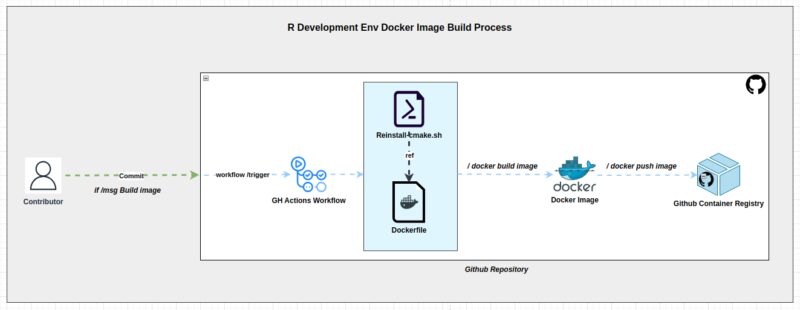 R Development Env Docker Image Build Process
Reinstall-cmake.sh
ref
Commit
workflow /trigger
/ docker build image
/ docker push image
if /msg Build image
docker
Contributor
GH Actions Workflow
Docker Image
Github Container Registry
Dockerfile
Github Repository